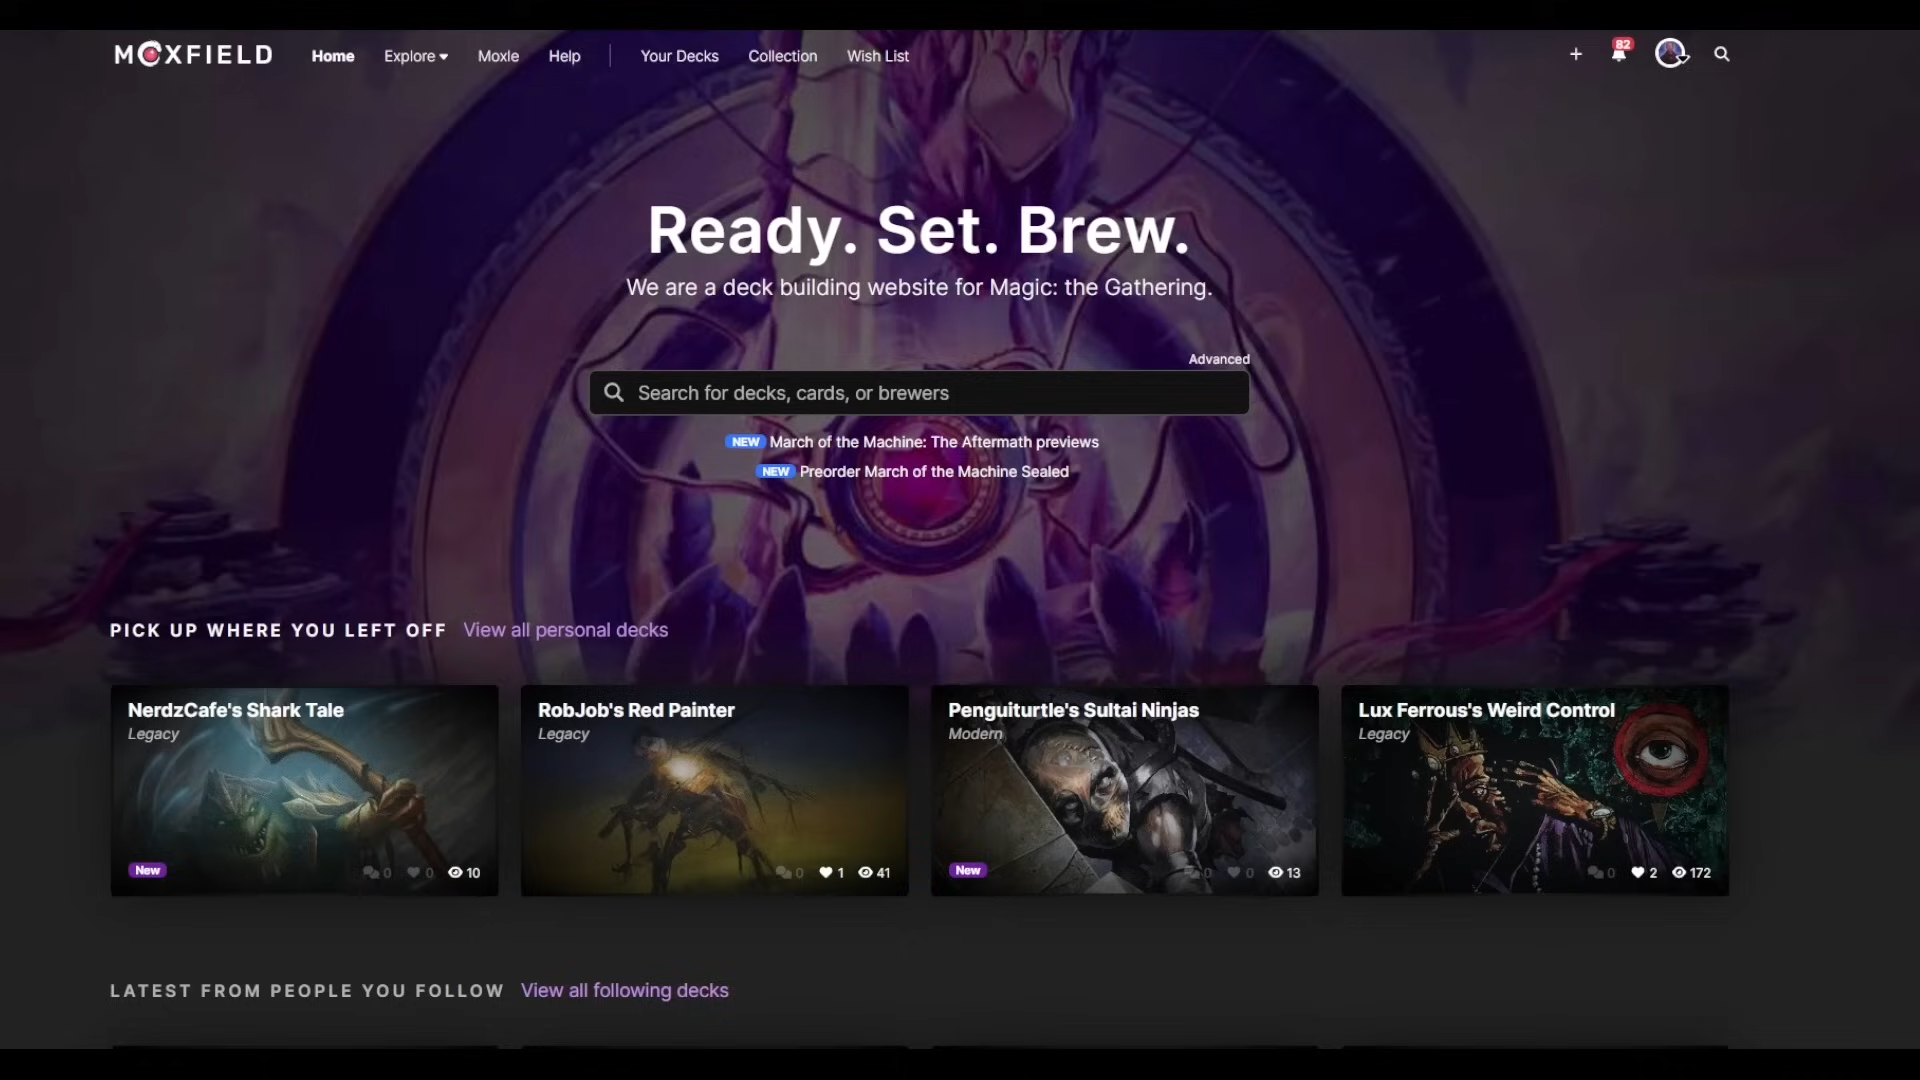 MOXFIELD Home Explore Moxle Help Your Decks Collection Wish List 82
Ready. Set. Brew.
We are a deck building website for Magic: the Gathering.
Advanced
Search for decks, cards, or brewers
NEW March of the Machine: The Aftermath previews
NEW Preorder March of the Machine Sealed
PICK UP WHERE YOU LEFT OFF View all personal decks
NerdzCafe's Shark Tale
Legacy
New 0 0 10
RobJob's Red Painter
Legacy
0 1 41
Penguiturtle's Sultai Ninjas
Modern
New 0 0 13
Lux Ferrous's Weird Control
Legacy
0 2 172
LATEST FROM PEOPLE YOU FOLLOW View all following decks